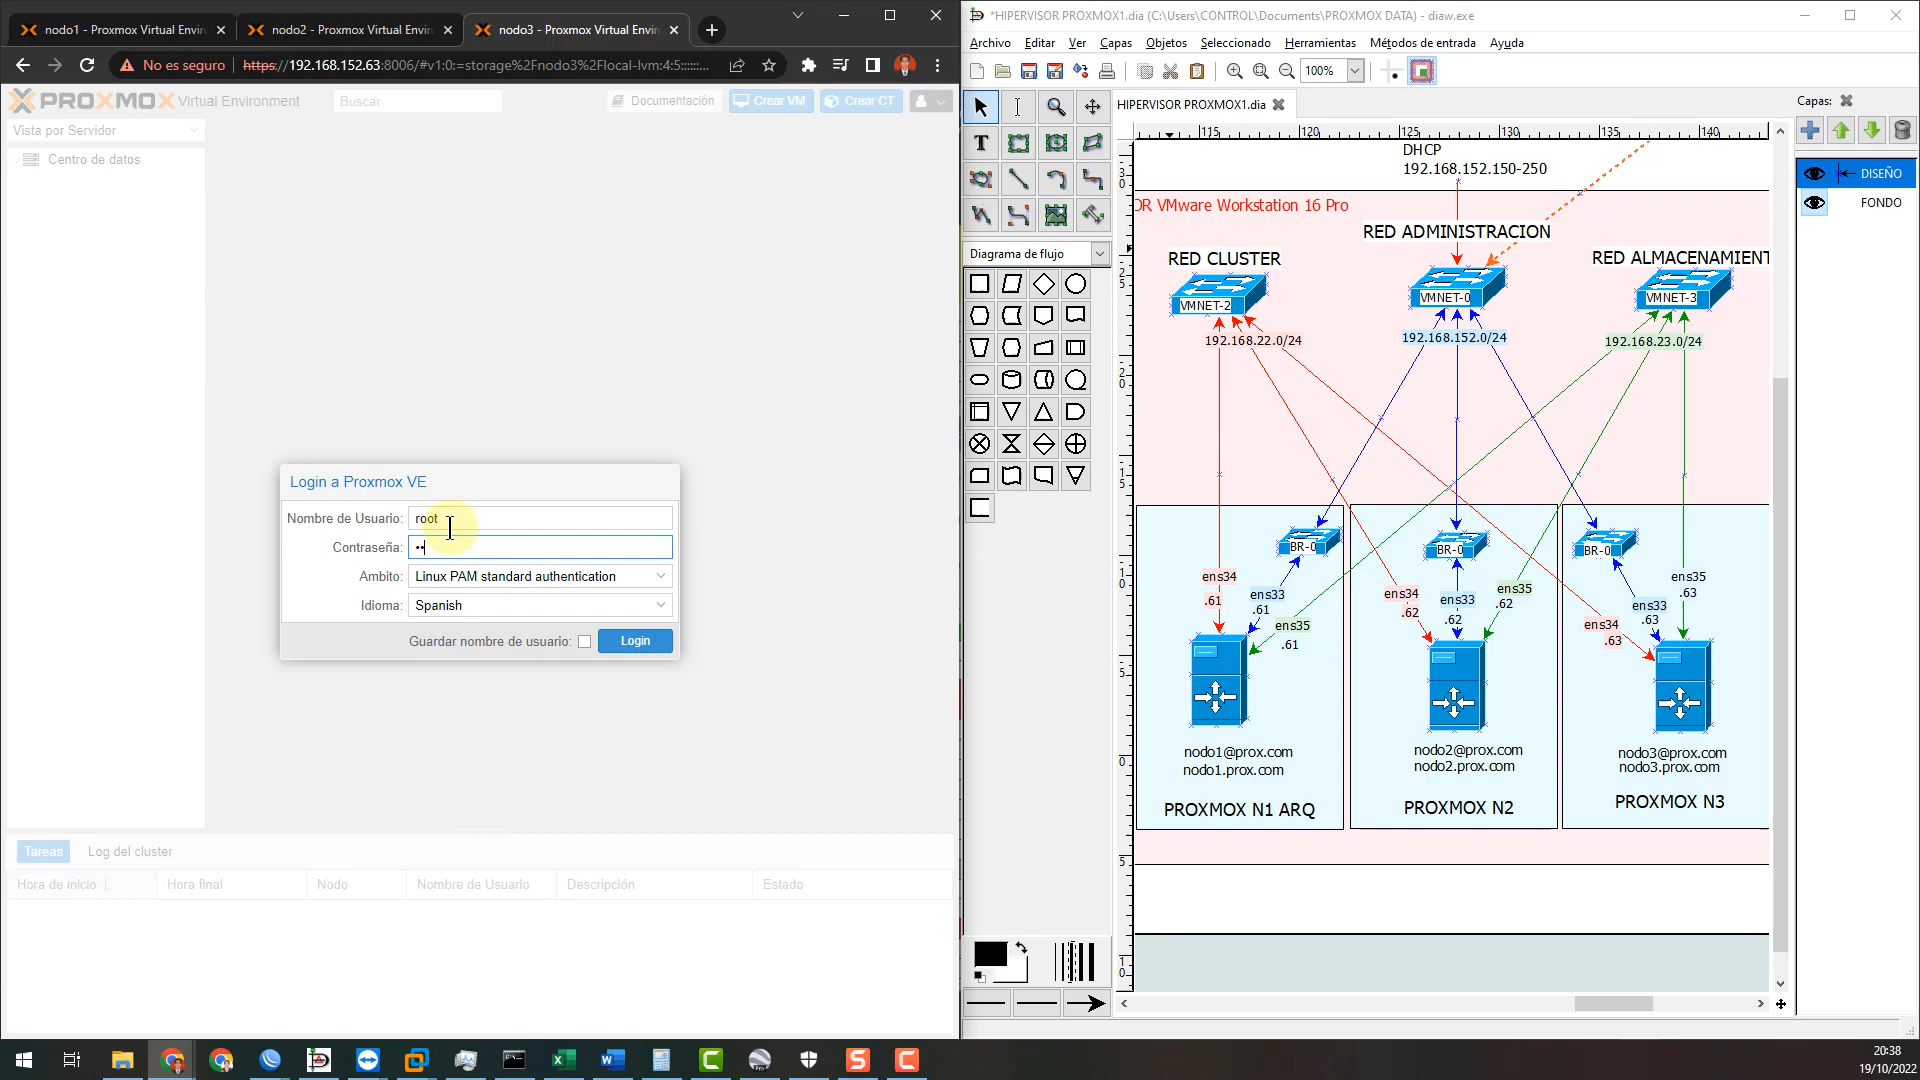 nodo1 - Proxmox Virtual Envir
nodo2 - Proxmox Virtual Envir
nodo3 - Proxmox Virtual Envir
No es seguro
https://192.168.152.63:8006/#v1:0:=storage%2Fnodo3%2Flocal-lvm:4:5::::::...
PROXMOX Virtual Environment
Buscar
Documentación
Crear VM
Crear CT
Vista por Servidor
Centro de datos
Login a Proxmox VE
Nombre de Usuario: root
Contraseña: ••
Ambito: Linux PAM standard authentication
Idioma: Spanish
Guardar nombre de usuario:
Login
Tareas
Log del cluster
Hora de inicio ↓
Hora final
Nodo
Nombre de Usuario
Descripción
Estado
*HIPERVISOR PROXMOX1.dia (C:\Users\CONTROL\Documents\PROXMOX DATA) - diaw.exe
Archivo Editar Ver Capas Objetos Seleccionado Herramientas Métodos de entrada Ayuda
100%
HIPERVISOR PROXMOX1.dia
Capas:
DISEÑO
FONDO
Diagrama de flujo
115 120 125 130 135 140
DHCP
192.168.152.150-250
OR VMware Workstation 16 Pro
RED ADMINISTRACION
RED CLUSTER
RED ALMACENAMIENT
VMNET-2
VMNET-0
VMNET-3
192.168.22.0/24
192.168.152.0/24
192.168.23.0/24
BR-0
BR-0
BR-0
ens34
.61
ens33
.61
ens35
.61
ens34
.62
ens33
.62
ens35
.62
ens34
.63
ens33
.63
ens35
.63
nodo1@prox.com
nodo1.prox.com
nodo2@prox.com
nodo2.prox.com
nodo3@prox.com
nodo3.prox.com
PROXMOX N1 ARQ
PROXMOX N2
PROXMOX N3
20:38
19/10/2022